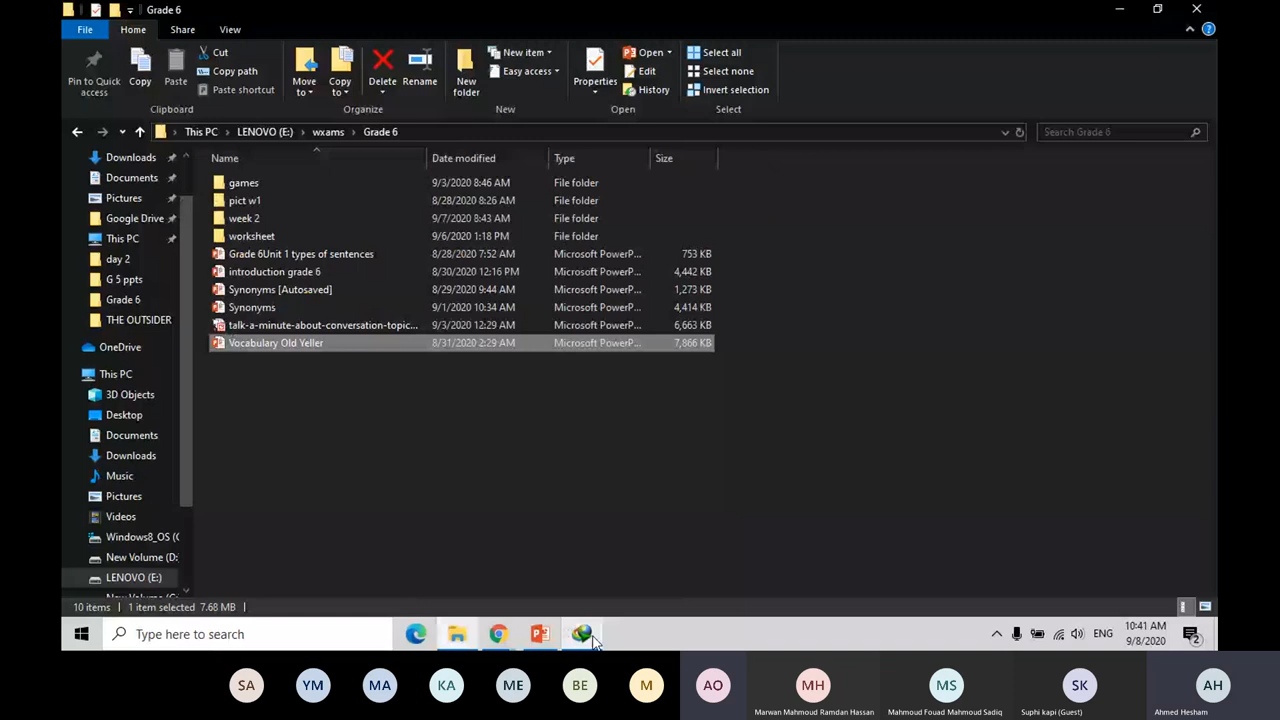 Grade 6
File
Home
Share
View
Pin to Quick access
Copy
Paste
Cut
Copy path
Paste shortcut
Clipboard
Move to
Copy to
Delete
Rename
Organize
New folder
New item
Easy access
New
Properties
Open
Edit
History
Open
Select all
Select none
Invert selection
Select
This PC
LENOVO (E:)
wxams
Grade 6
Search Grade 6
Downloads
Documents
Pictures
Google Drive
This PC
day 2
G 5 ppts
Grade 6
THE OUTSIDER
OneDrive
This PC
3D Objects
Desktop
Documents
Downloads
Music
Pictures
Videos
Windows8_OS (C
New Volume (D:
LENOVO (E:)
Name Date modified Type Size
games 9/3/2020 8:46 AM File folder
pict w1 8/28/2020 8:26 AM File folder
week 2 9/7/2020 8:43 AM File folder
worksheet 9/6/2020 1:18 PM File folder
Grade 6Unit 1 types of sentences 8/28/2020 7:52 AM Microsoft PowerP... 753 KB
introduction grade 6 8/30/2020 12:16 PM Microsoft PowerP... 4,442 KB
Synonyms [Autosaved] 8/29/2020 9:44 AM Microsoft PowerP... 1,273 KB
Synonyms 9/1/2020 10:34 AM Microsoft PowerP... 4,414 KB
talk-a-minute-about-conversation-topic... 9/3/2020 12:29 AM Microsoft PowerP... 6,663 KB
Vocabulary Old Yeller 8/31/2020 2:29 AM Microsoft PowerP... 7,866 KB
10 items 1 item selected 7.68 MB
Type here to search
ENG
10:41 AM
9/8/2020
2
SA
YM
MA
KA
ME
BE
M
AO
MH
Marwan Mahmoud Ramdan Hassan
MS
Mahmoud Fouad Mahmoud Sadiq
SK
Suphi kapi (Guest)
AH
Ahmed Hesham